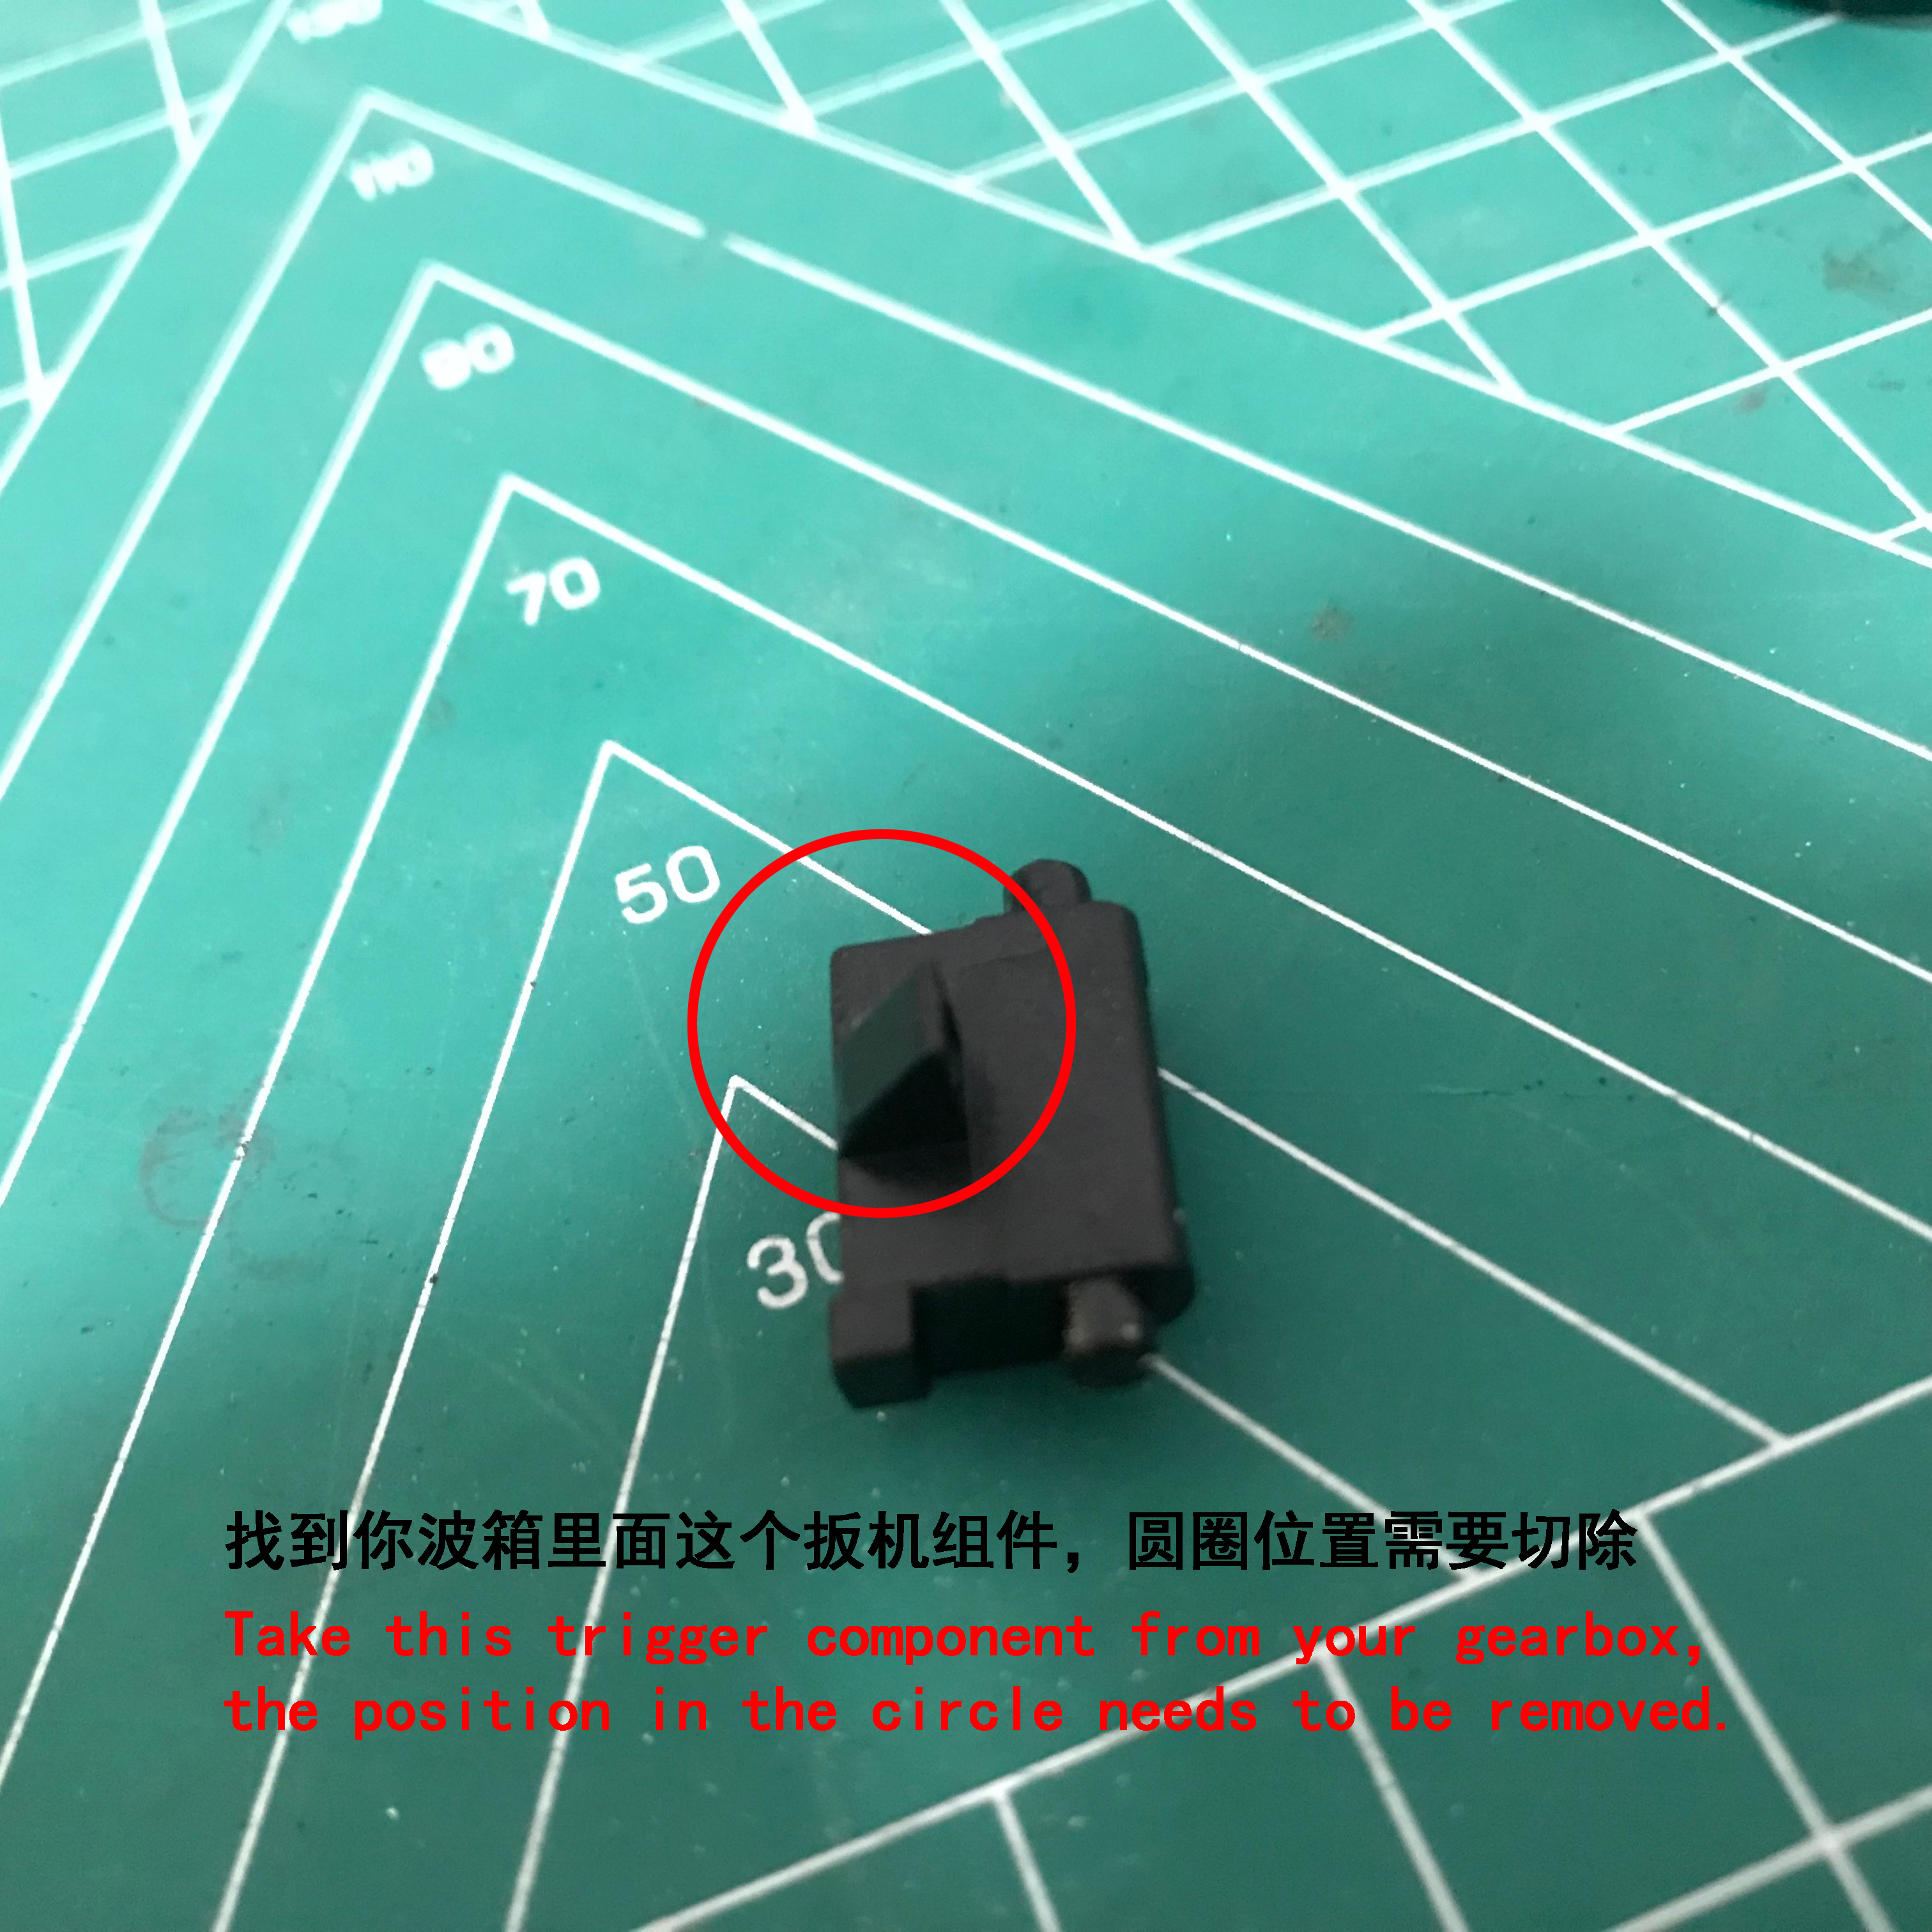 110
90
70
50
30
找到你波箱里面这个扳机组件，圆圈位置需要切除
Take this trigger component from your gearbox,
the position in the circle needs to be removed.